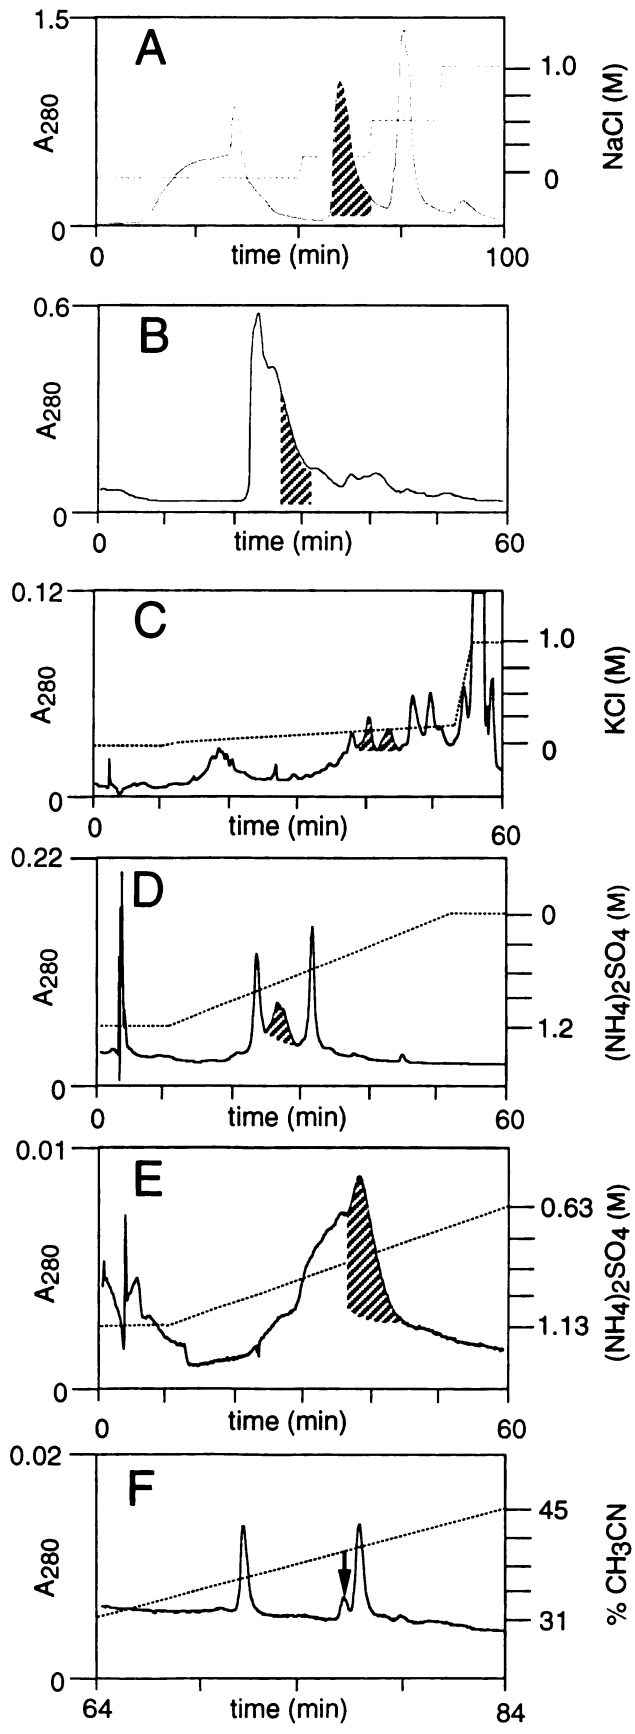 1.5
A
A280
1.0
0
NaCl (M)
0
0
time (min)
100
0.6
B
A280
0
0
time (min)
60
0.12
C
A280
1.0
0
KCl (M)
0
0
time (min)
60
0.22
D
A280
0
1.2
(NH4)2SO4 (M)
0
0
time (min)
60
0.01
E
A280
0.63
1.13
(NH4)2SO4 (M)
0
0
time (min)
60
0.02
F
A280
45
31
% CH3CN
0
64
time (min)
84